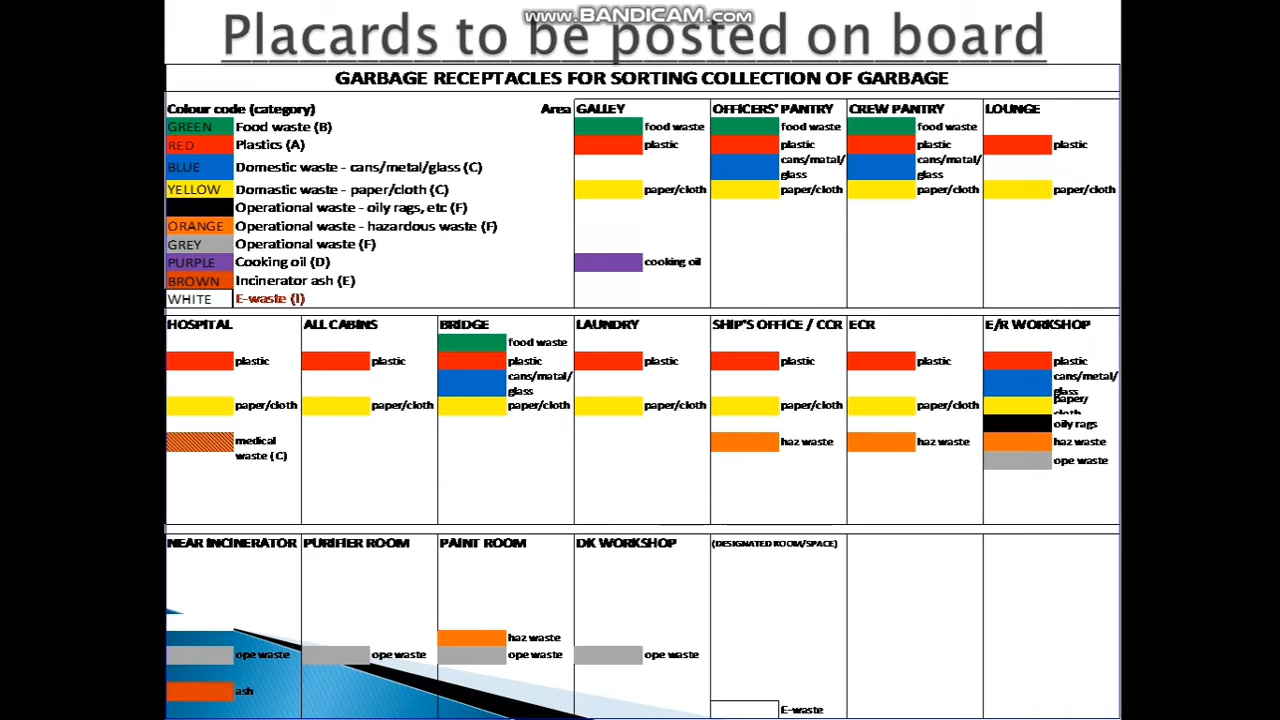 www.BANDICAM.com
Placards to be posted on board
GARBAGE RECEPTACLES FOR SORTING COLLECTION OF GARBAGE
Colour code (category) Area GALLEY OFFICERS' PANTRY CREW PANTRY LOUNGE
GREEN Food waste (B) food waste food waste food waste
RED Plastics (A) plastic plastic plastic plastic
BLUE Domestic waste - cans/metal/glass (C) cans/matal/ glass cans/matal/ glass
YELLOW Domastic waste - paper/cloth (C) paper/cloth paper/cloth paper/cloth paper/cloth
Operational waste - oily rags, etc (F)
ORANGE Operational waste - hazardous waste (F)
GREY Operational waste (F)
PURPLE Cooking oil (D) cooking oil
BROWN Incinerator ash (E)
WHITE E-waste (I)
HOSPITAL ALL CABINS BRIDGE LAUNDRY SHIP'S OFFICE / CCR ECR E/R WORKSHOP
food waste
plastic plastic plastic plastic plastic plastic plastic
cans/matal/ glass cans/metal/ glass
paper/cloth paper/cloth paper/cloth paper/cloth paper/cloth paper/cloth paper/ cloth
oily rags
medical waste (C) haz waste haz waste haz waste
ope waste
NEAR INCINERATOR PURIFIER ROOM PAINT ROOM DK WORKSHOP (DESIGNATED ROOM/SPACE)
haz waste
ope waste ope waste ope waste ope waste
ash
E-waste